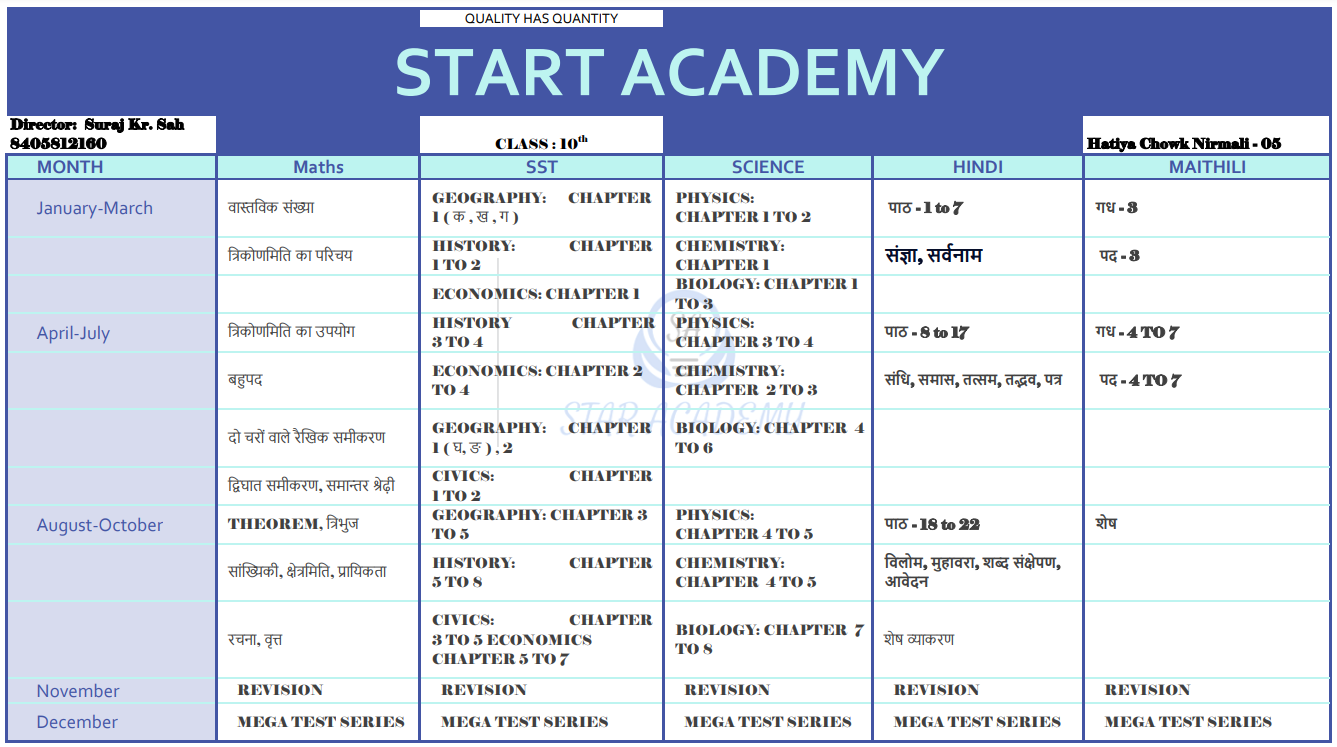 QUALITY HAS QUANTITY
START ACADEMY
Director: Suraj Kr. Sah
8405812160
CLASS : 10th
Hatiya Chowk Nirmali - 05
MONTH Maths SST SCIENCE HINDI MAITHILI
January-March
वास्तविक संख्या
GEOGRAPHY: CHAPTER
1 ( क , ख , ग )
PHYSICS:
CHAPTER 1 TO 2
पाठ - 1 to 7
गध - 3
त्रिकोणमिति का परिचय
HISTORY: CHAPTER
1 TO 2
CHEMISTRY:
CHAPTER 1
संज्ञा, सर्वनाम
पद - 3
ECONOMICS: CHAPTER 1
BIOLOGY: CHAPTER 1
TO 3
April-July
त्रिकोणमिति का उपयोग
HISTORY CHAPTER
3 TO 4
PHYSICS:
CHAPTER 3 TO 4
पाठ - 8 to 17
गध - 4 TO 7
बहुपद
ECONOMICS: CHAPTER 2
TO 4
CHEMISTRY:
CHAPTER 2 TO 3
संधि, समास, तत्सम, तद्भव, पत्र
पद - 4 TO 7
दो चरों वाले रैखिक समीकरण
GEOGRAPHY: CHAPTER
1 ( घ, ङ ) , 2
BIOLOGY: CHAPTER 4
TO 6
द्विघात समीकरण, समान्तर श्रेढ़ी
CIVICS: CHAPTER
1 TO 2
August-October
THEOREM, त्रिभुज
GEOGRAPHY: CHAPTER 3
TO 5
PHYSICS:
CHAPTER 4 TO 5
पाठ - 18 to 22
शेष
सांख्यिकी, क्षेत्रमिति, प्रायिकता
HISTORY: CHAPTER
5 TO 8
CHEMISTRY:
CHAPTER 4 TO 5
विलोम, मुहावरा, शब्द संक्षेपण,
आवेदन
रचना, वृत्त
CIVICS: CHAPTER
3 TO 5 ECONOMICS
CHAPTER 5 TO 7
BIOLOGY: CHAPTER 7
TO 8
शेष व्याकरण
November REVISION REVISION REVISION REVISION REVISION
December MEGA TEST SERIES MEGA TEST SERIES MEGA TEST SERIES MEGA TEST SERIES MEGA TEST SERIES
STAR ACADEMY